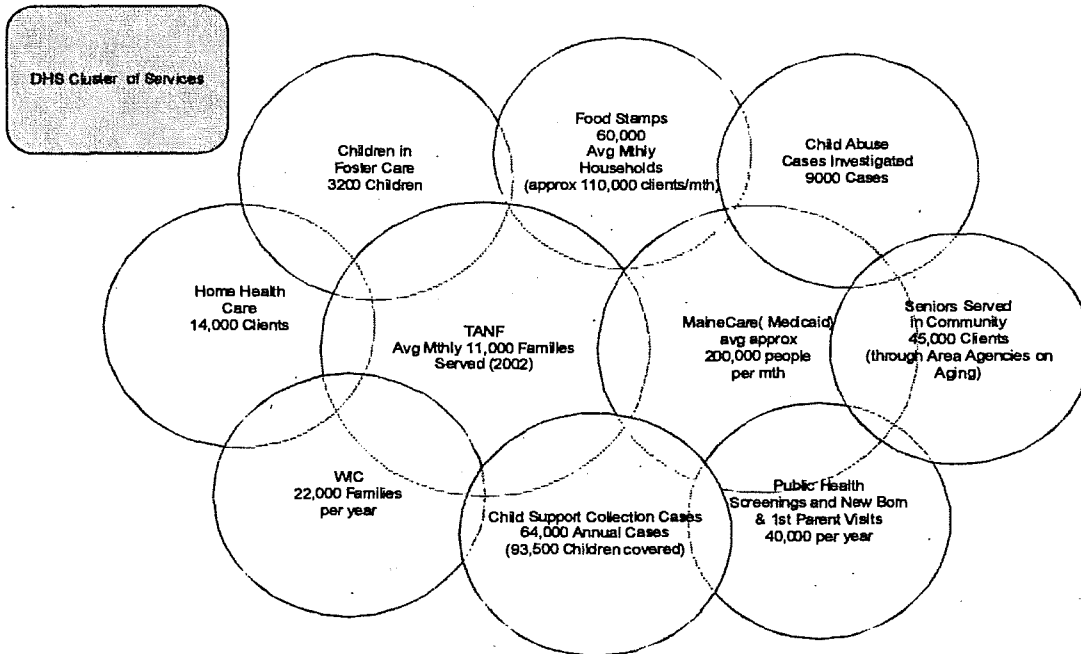 DHS Cluster of Services
Children in
Foster Care
3200 Children
Food Stamps
60,000
Avg Mthly
Households
(approx 110,000 clients/mth)
Child Abuse
Cases Investigated
9000 Cases
Home Health
Care
14,000 Clients
TANF
Avg Mthly 11,000 Families
Served (2002)
MaineCare( Medicaid)
avg approx
200,000 people
per mth
Seniors Served
in Community
45,000 Clients
(through Area Agencies on
Aging)
WIC
22,000 Families
per year
Child Support Collection Cases
64,000 Annual Cases
(93,500 Children covered)
Public Health
Screenings and New Born
& 1st Parent Visits
40,000 per year